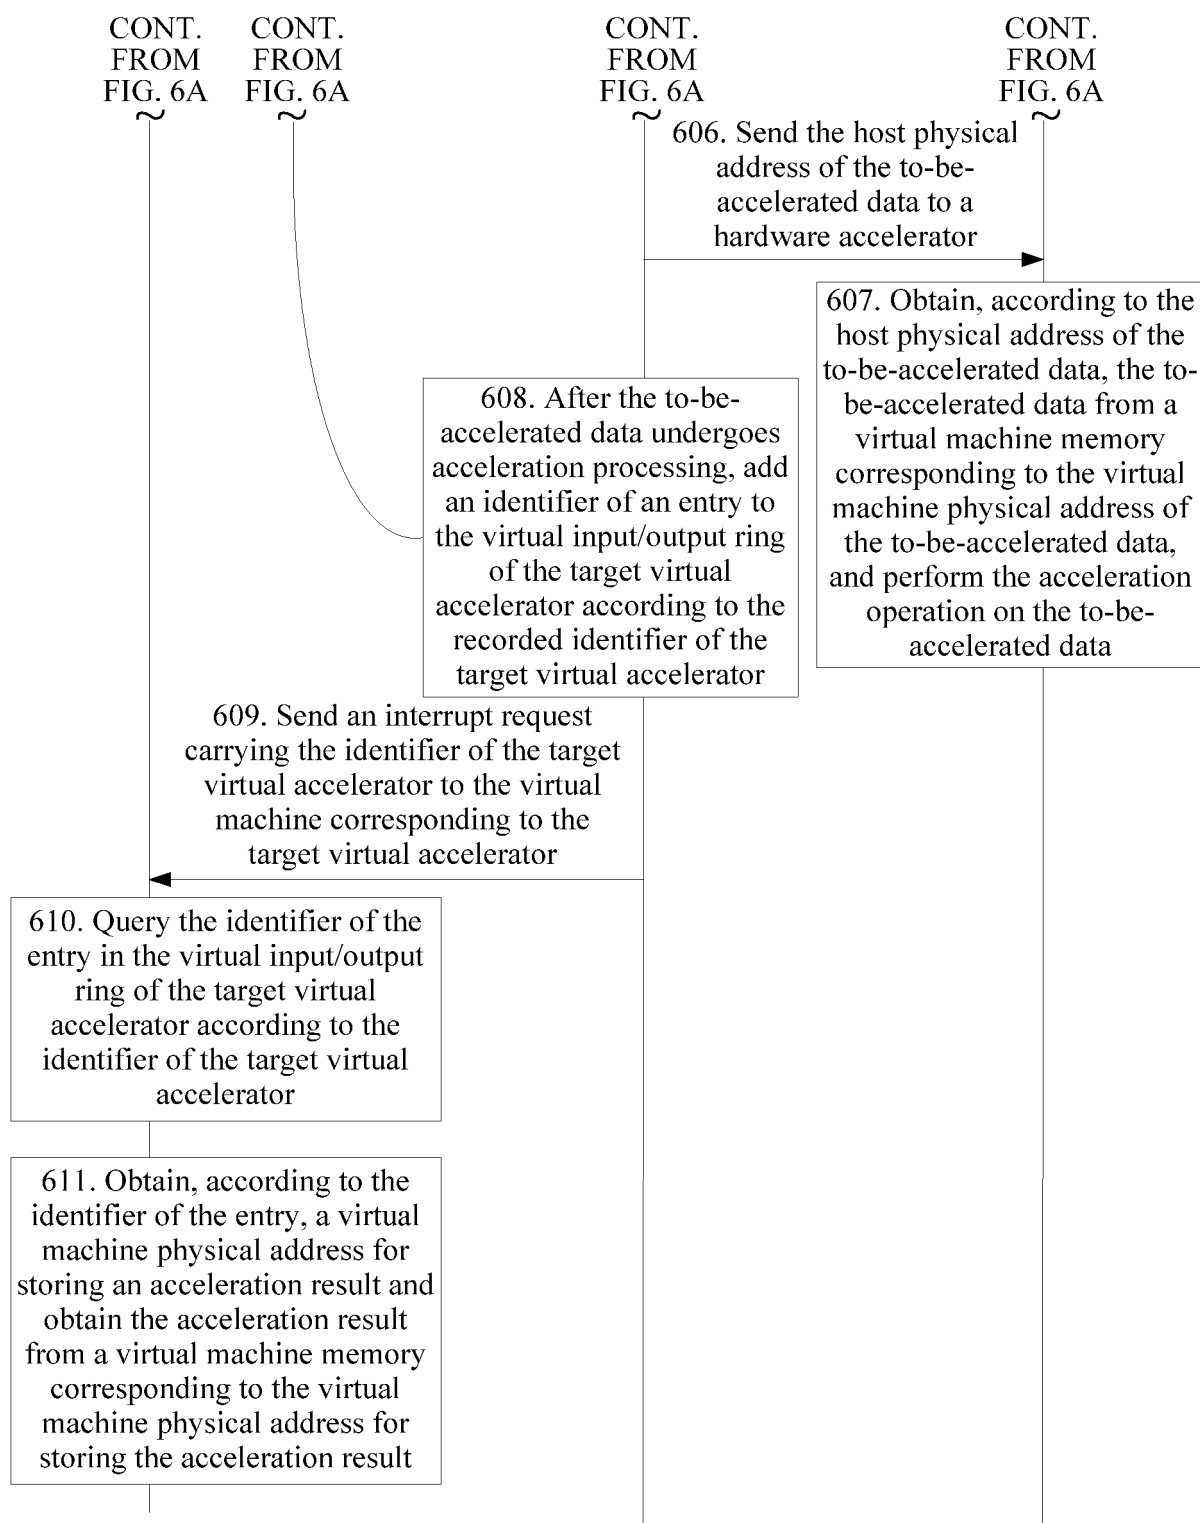 CONT.
FROM
FIG. 6A
CONT.
FROM
FIG. 6A
CONT.
FROM
FIG. 6A
CONT.
FROM
FIG. 6A
606. Send the host physical
address of the to-be-
accelerated data to a
hardware accelerator
607. Obtain, according to the
host physical address of the
to-be-accelerated data, the to-
be-accelerated data from a
virtual machine memory
corresponding to the virtual
machine physical address of
the to-be-accelerated data,
and perform the acceleration
operation on the to-be-
accelerated data
608. After the to-be-
accelerated data undergoes
acceleration processing, add
an identifier of an entry to
the virtual input/output ring
of the target virtual
accelerator according to the
recorded identifier of the
target virtual accelerator
609. Send an interrupt request
carrying the identifier of the target
virtual accelerator to the virtual
machine corresponding to the
target virtual accelerator
610. Query the identifier of the
entry in the virtual input/output
ring of the target virtual
accelerator according to the
identifier of the target virtual
accelerator
611. Obtain, according to the
identifier of the entry, a virtual
machine physical address for
storing an acceleration result and
obtain the acceleration result
from a virtual machine memory
corresponding to the virtual
machine physical address for
storing the acceleration result